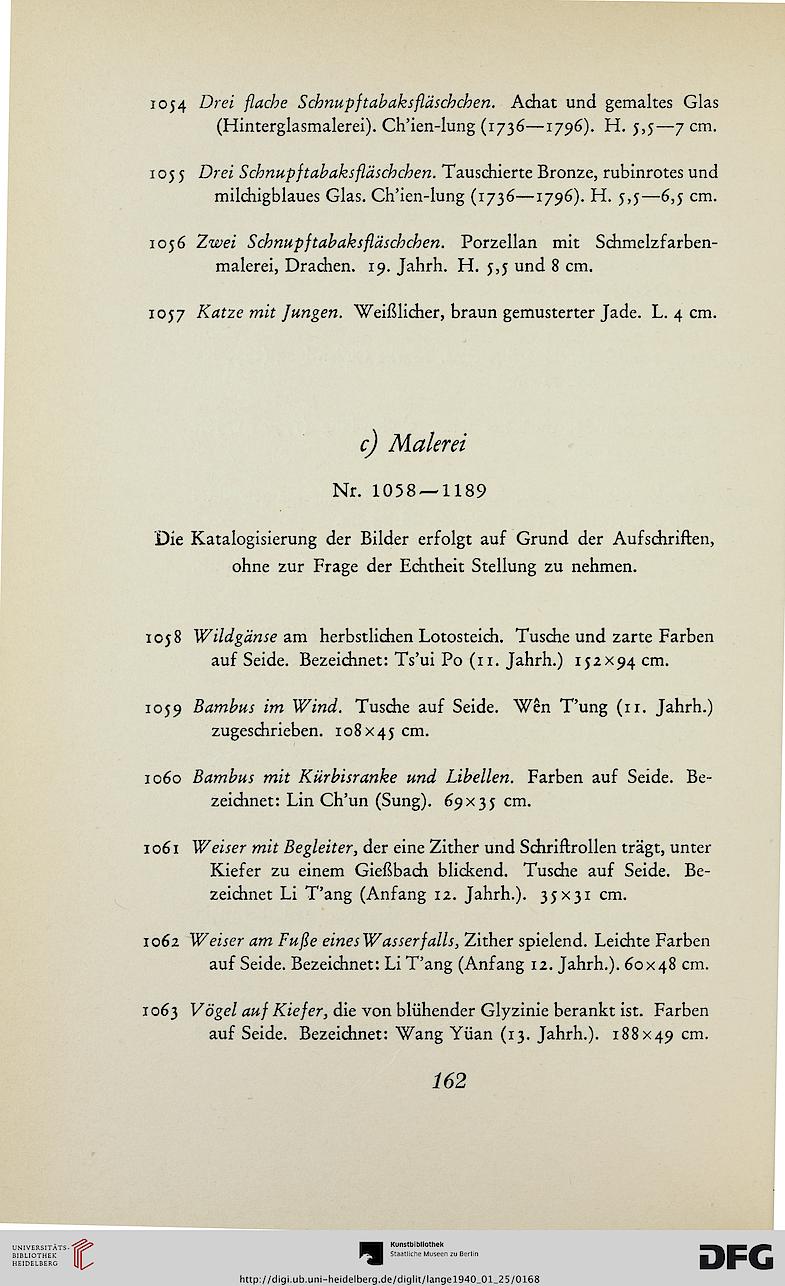 1054 Drei flache Schnupftabaksfläschchen. Achat und gemaltes Glas
(Hinterglasmalerei). Ch'ien-lung (1736—1796). H. 5,5—7 cm.
1055 Drei Schnupftabaksfläschchen. Tauschierte Bronze, rubinrotes und
milchigblaues Glas. Ch'ien-lung (1736—1796). H. 5,5—6,5 cm.
1056 Zwei Schnupftabaksfläschchen. Porzellan mit Schmelzfarben-
malerei, Drachen. 19. Jahrh. H. 5,5 und 8 cm.
1057 Katze mit Jungen. Weißlicher, braun gemusterter Jade. L. 4 cm.
c) Malerei
Nr. 1058—1189
Die Katalogisierung der Bilder erfolgt auf Grund der Aufschriften,
ohne zur Frage der Echtheit Stellung zu nehmen.
1058 Wildgänse am herbstlichen Lotosteich. Tusche und zarte Farben
auf Seide. Bezeichnet: Ts'ui Po (11. Jahrh.) 152×94 cm.
1059 Bambus im Wind. Tusche auf Seide. Wên T'ung (11. Jahrh.)
zugeschrieben. 108×45 cm.
1060 Bambus mit Kürbisranke und Libellen. Farben auf Seide. Be-
zeichnet: Lin Ch'un (Sung). 69×35 cm.
1061 Weiser mit Begleiter, der eine Zither und Schriftrollen trägt, unter
Kiefer zu einem Gießbach blickend. Tusche auf Seide. Be-
zeichnet Li T'ang (Anfang 12. Jahrh.). 35×31 cm.
1062 Weiser am Fuße eines Wasserfalls, Zither spielend. Leichte Farben
auf Seide. Bezeichnet: Li T'ang (Anfang 12. Jahrh.). 60×48 cm.
1063 Vögel auf Kiefer, die von blühender Glyzinie berankt ist. Farben
auf Seide. Bezeichnet: Wang Yüan (13. Jahrh.). 188×49 cm.
162
UNIVERSITÄTS-
BIBLIOTHEK
HEIDELBERG
Kunstbibliothek
Staatliche Museen zu Berlin
DFG
http://digi.ub.uni-heidelberg.de/diglit/lange1940_01_25/0168